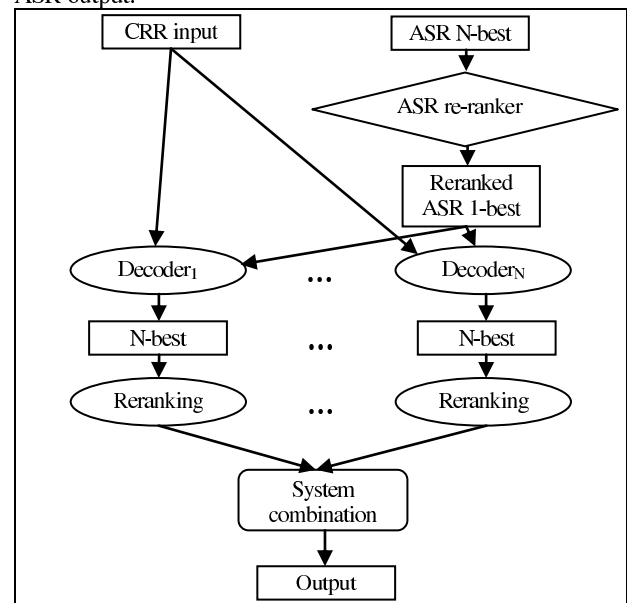 ASR output.
CRR input
ASR N-best
ASR re-ranker
Reranked
ASR 1-best
Decoder1
...
DecoderN
N-best
...
N-best
Reranking
...
Reranking
System
combination
Output